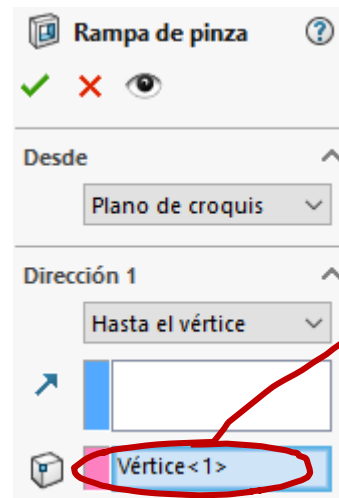 Rampa de pinza
Desde
Plano de croquis
Dirección 1
Hasta el vértice
Vértice<1>